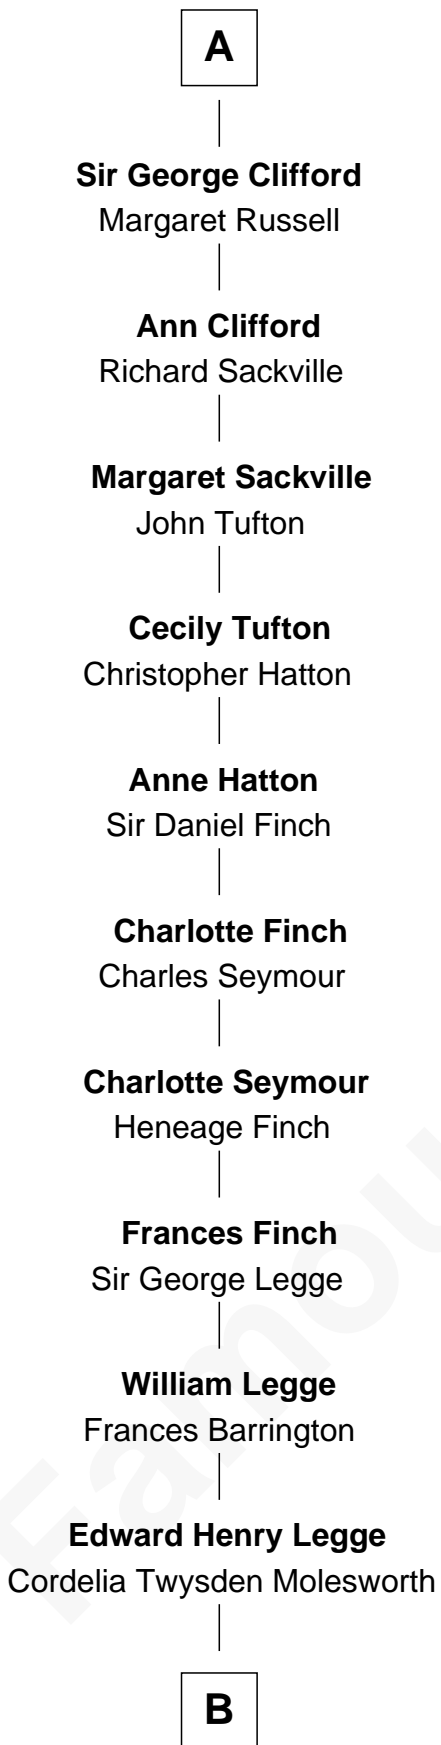 A
Sir George Clifford
Margaret Russell
Ann Clifford
Richard Sackville
Margaret Sackville
John Tufton
Cecily Tufton
Christopher Hatton
Anne Hatton
Sir Daniel Finch
Charlotte Finch
Charles Seymour
Charlotte Seymour
Heneage Finch
Frances Finch
Sir George Legge
William Legge
Frances Barrington
Edward Henry Legge
Cordelia Twysden Molesworth
B